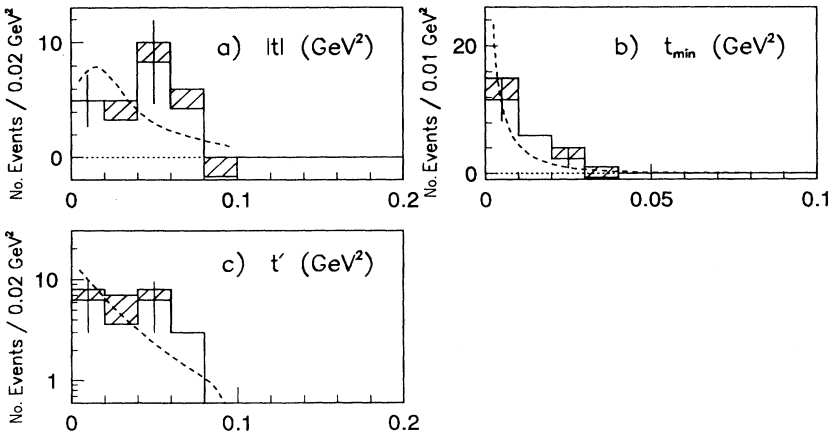 No. Events / 0.02 GeV²
10
0
a) |t| (GeV²)
0 0.1 0.2
No. Events / 0.01 GeV²
20
0
b) tmin (GeV²)
0 0.05 0.1
No. Events / 0.02 GeV²
10
1
c) t′ (GeV²)
0 0.1 0.2